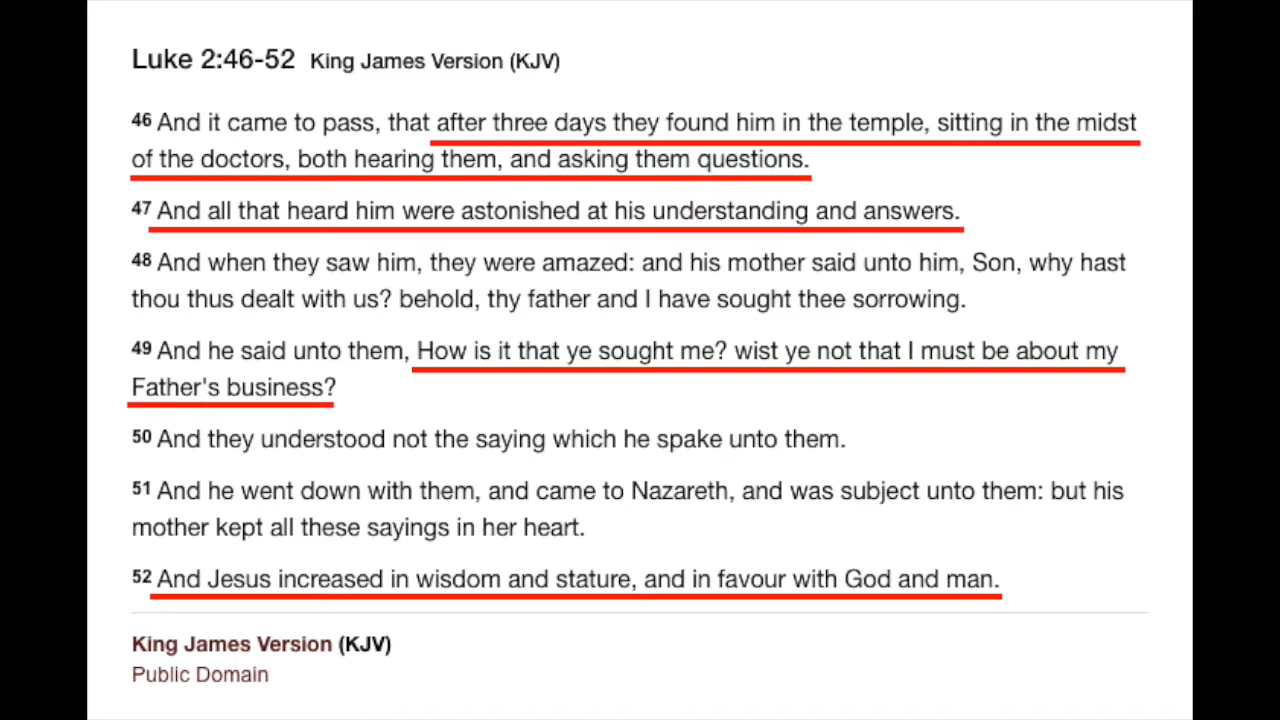 Luke 2:46-52 King James Version (KJV)
46 And it came to pass, that after three days they found him in the temple, sitting in the midst
of the doctors, both hearing them, and asking them questions.
47 And all that heard him were astonished at his understanding and answers.
48 And when they saw him, they were amazed: and his mother said unto him, Son, why hast
thou thus dealt with us? behold, thy father and I have sought thee sorrowing.
49 And he said unto them, How is it that ye sought me? wist ye not that I must be about my
Father's business?
50 And they understood not the saying which he spake unto them.
51 And he went down with them, and came to Nazareth, and was subject unto them: but his
mother kept all these sayings in her heart.
52 And Jesus increased in wisdom and stature, and in favour with God and man.
King James Version (KJV)
Public Domain